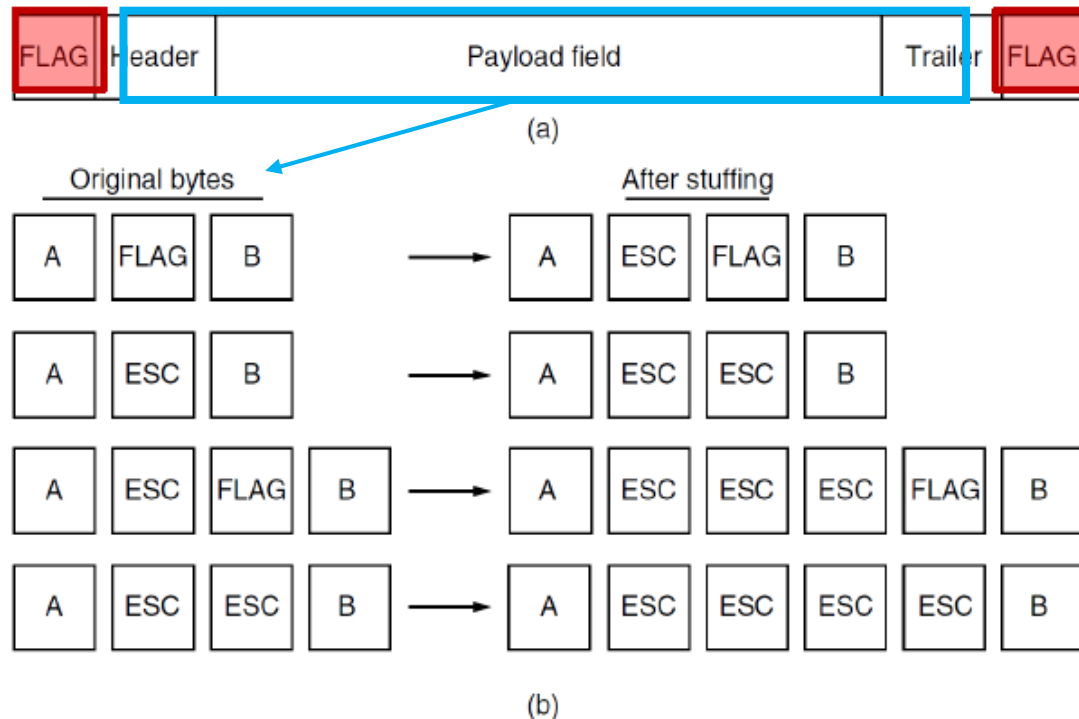 FLAG Header Payload field Trailer FLAG
(a)
Original bytes After stuffing
A FLAG B A ESC FLAG B
A ESC B A ESC ESC B
A ESC FLAG B A ESC ESC ESC FLAG B
A ESC ESC B A ESC ESC ESC ESC B
(b)